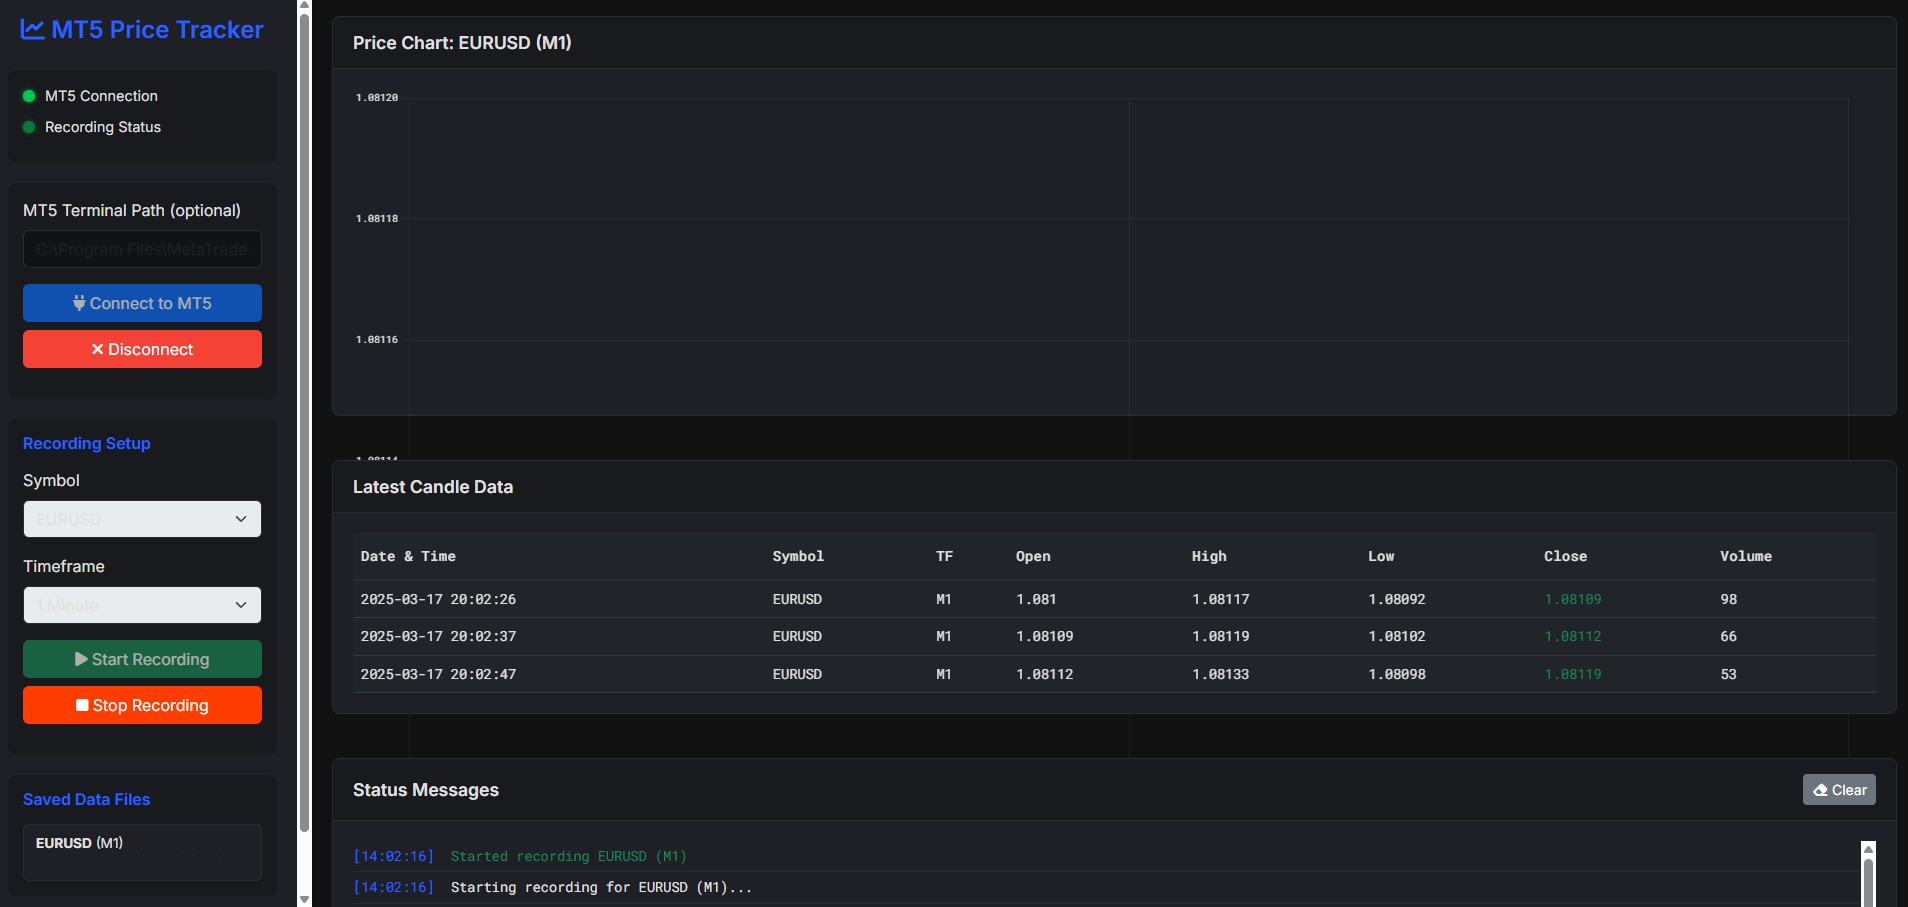 MT5 Price Tracker
MT5 Connection
Recording Status
MT5 Terminal Path (optional)
C:\Program Files\MetaTrade
Connect to MT5
Disconnect
Recording Setup
Symbol
EURUSD
Timeframe
1 Minute
Start Recording
Stop Recording
Saved Data Files
EURUSD (M1)
Price Chart: EURUSD (M1)
1.08120
1.08118
1.08116
1.08114
Latest Candle Data
Date & Time Symbol TF Open High Low Close Volume
2025-03-17 20:02:26 EURUSD M1 1.081 1.08117 1.08092 1.08109 98
2025-03-17 20:02:37 EURUSD M1 1.08109 1.08119 1.08102 1.08112 66
2025-03-17 20:02:47 EURUSD M1 1.08112 1.08133 1.08098 1.08119 53
Status Messages
Clear
[14:02:16] Started recording EURUSD (M1)
[14:02:16] Starting recording for EURUSD (M1)...